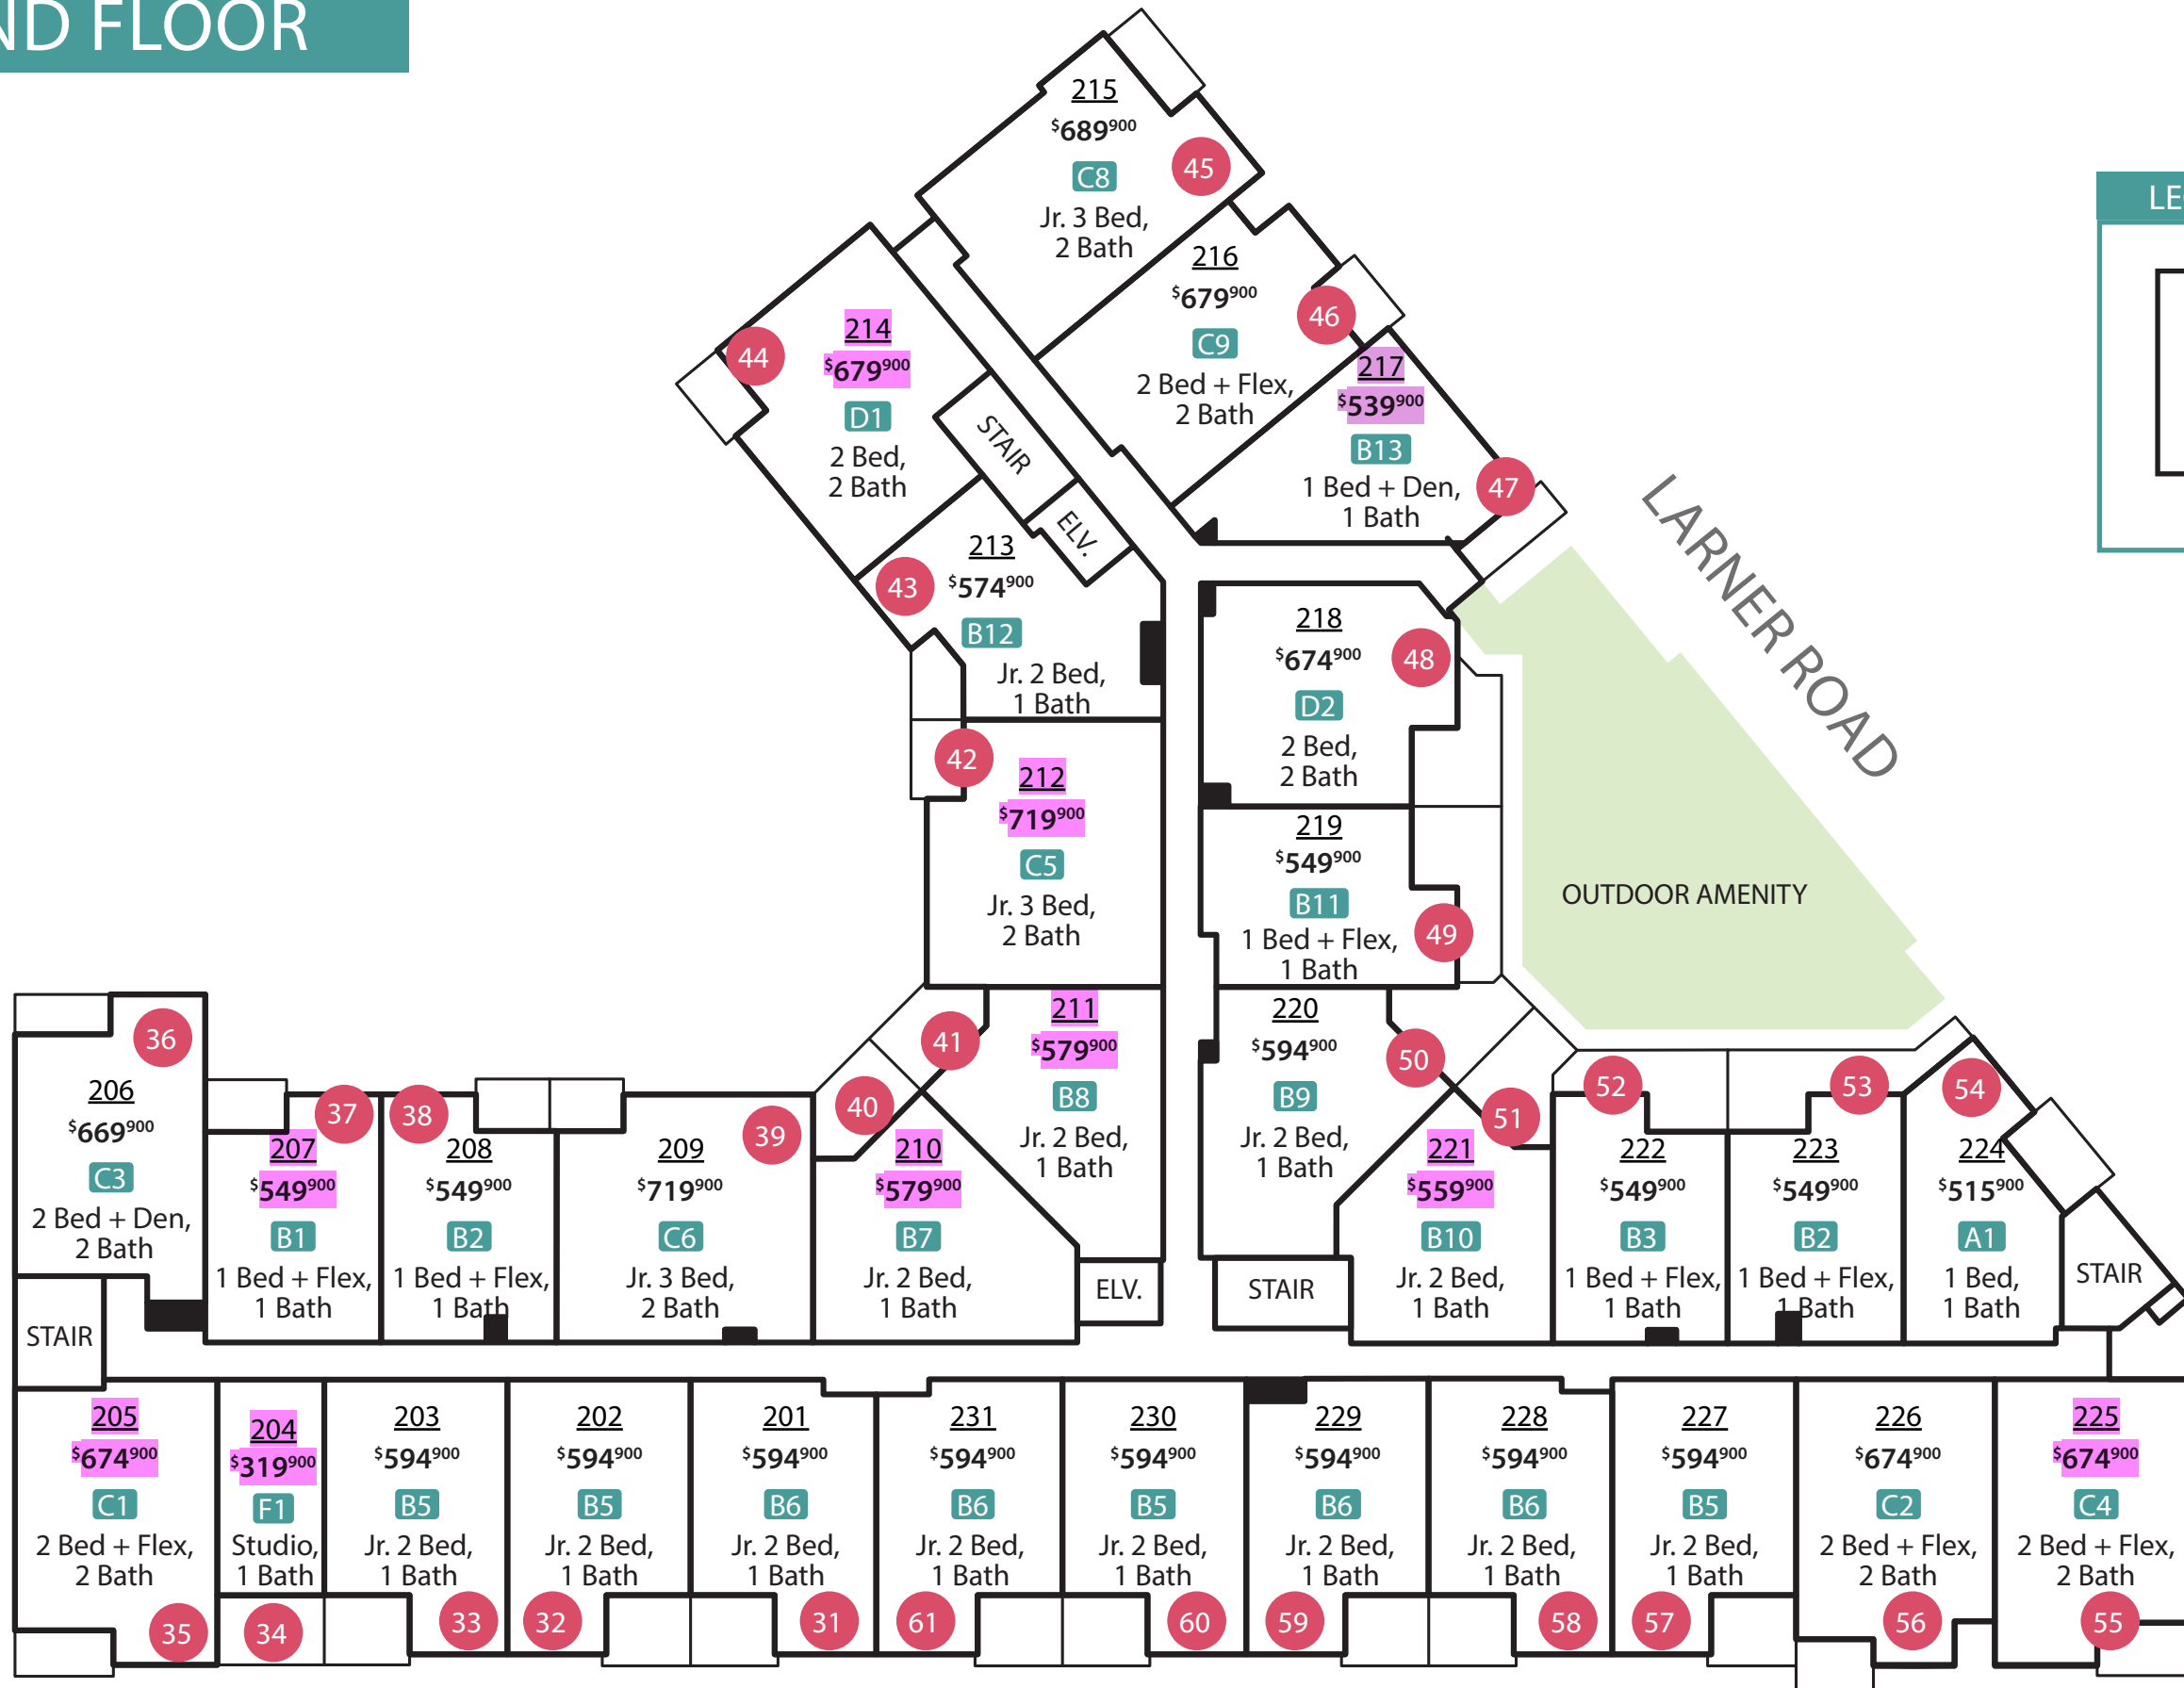 ND FLOOR
LE
215
$689900
C8
Jr. 3 Bed,
2 Bath
45
216
$679900
C9
2 Bed + Flex,
2 Bath
46
214
$679900
D1
2 Bed,
2 Bath
44
217
$539900
B13
1 Bed + Den,
1 Bath
47
STAIR
ELV.
LARNER ROAD
213
$574900
B12
Jr. 2 Bed,
1 Bath
43
218
$674900
D2
2 Bed,
2 Bath
48
212
$719900
C5
Jr. 3 Bed,
2 Bath
42
219
$549900
B11
1 Bed + Flex,
1 Bath
49
OUTDOOR AMENITY
36
206
$669900
C3
2 Bed + Den,
2 Bath
STAIR
37
207
$549900
B1
1 Bed + Flex,
1 Bath
38
208
$549900
B2
1 Bed + Flex,
1 Bath
39
209
$719900
C6
Jr. 3 Bed,
2 Bath
40
210
$579900
B7
Jr. 2 Bed,
1 Bath
41
211
$579900
B8
Jr. 2 Bed,
1 Bath
ELV.
220
$594900
B9
Jr. 2 Bed,
1 Bath
50
STAIR
51
221
$559900
B10
Jr. 2 Bed,
1 Bath
52
222
$549900
B3
1 Bed + Flex,
1 Bath
53
223
$549900
B2
1 Bed + Flex,
1 Bath
54
224
$515900
A1
1 Bed,
1 Bath
STAIR
205
$674900
C1
2 Bed + Flex,
2 Bath
35
204
$319900
F1
Studio,
1 Bath
34
203
$594900
B5
Jr. 2 Bed,
1 Bath
33
202
$594900
B5
Jr. 2 Bed,
1 Bath
32
201
$594900
B6
Jr. 2 Bed,
1 Bath
31
231
$594900
B6
Jr. 2 Bed,
1 Bath
61
230
$594900
B5
Jr. 2 Bed,
1 Bath
60
229
$594900
B6
Jr. 2 Bed,
1 Bath
59
228
$594900
B6
Jr. 2 Bed,
1 Bath
58
227
$594900
B5
Jr. 2 Bed,
1 Bath
57
226
$674900
C2
2 Bed + Flex,
2 Bath
56
225
$674900
C4
2 Bed + Flex,
2 Bath
55